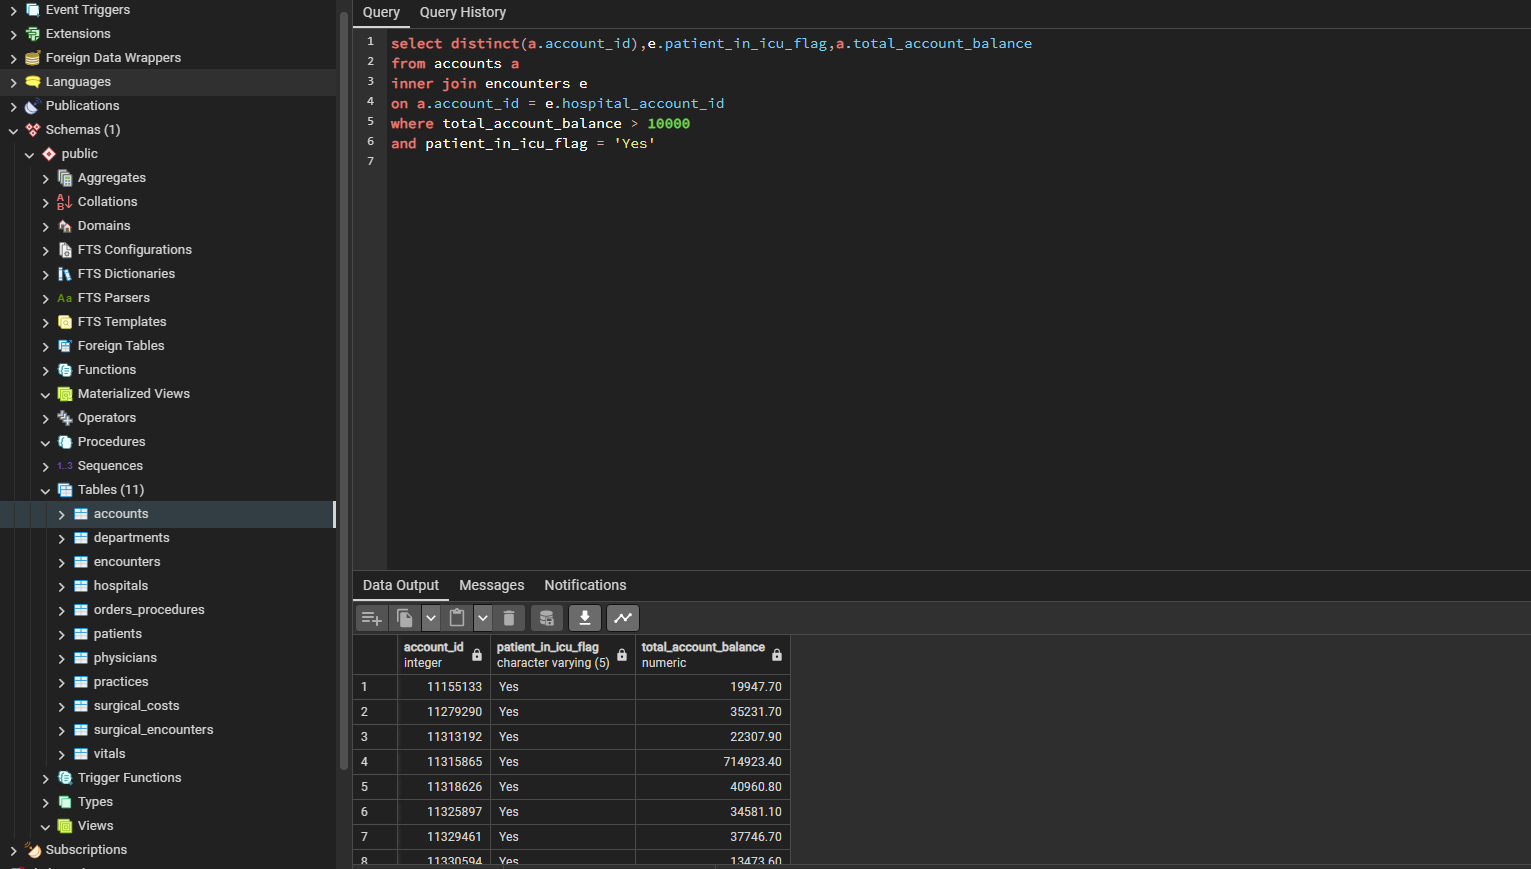 Event Triggers
Extensions
Foreign Data Wrappers
Languages
Publications
Schemas (1)
public
Aggregates
Collations
Domains
FTS Configurations
FTS Dictionaries
Aa FTS Parsers
FTS Templates
Foreign Tables
Functions
Materialized Views
Operators
Procedures
1..3 Sequences
Tables (11)
accounts
departments
encounters
hospitals
orders_procedures
patients
physicians
practices
surgical_costs
surgical_encounters
vitals
Trigger Functions
Types
Views
Subscriptions
Query Query History
1 select distinct(a.account_id),e.patient_in_icu_flag,a.total_account_balance
2 from accounts a
3 inner join encounters e
4 on a.account_id = e.hospital_account_id
5 where total_account_balance > 10000
6 and patient_in_icu_flag = 'Yes'
7
Data Output Messages Notifications
account_id patient_in_icu_flag total_account_balance
integer character varying (5) numeric
1 11155133 Yes 19947.70
2 11279290 Yes 35231.70
3 11313192 Yes 22307.90
4 11315865 Yes 714923.40
5 11318626 Yes 40960.80
6 11325897 Yes 34581.10
7 11329461 Yes 37746.70
8 11330594 Yes 13473.60